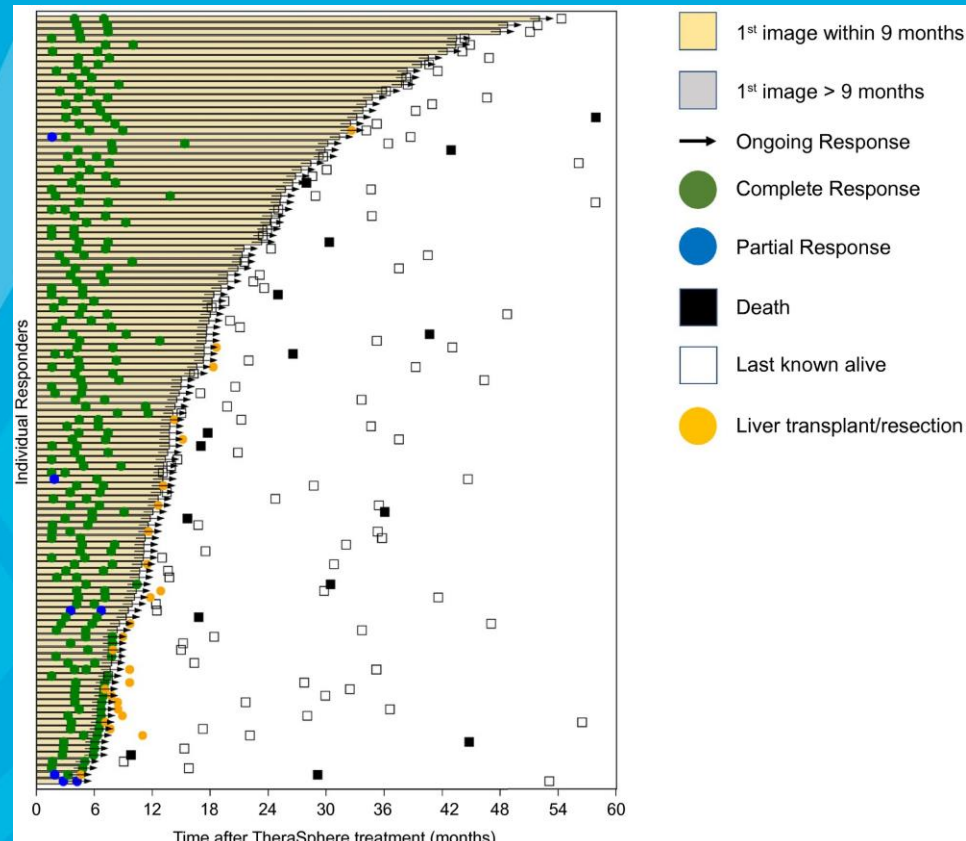 1st image within 9 months
1st image > 9 months
Ongoing Response
Complete Response
Partial Response
Death
Last known alive
Liver transplant/resection
Individual Responders
0 6 12 18 24 30 36 42 48 54 60
Time after TheraSphere treatment (months)